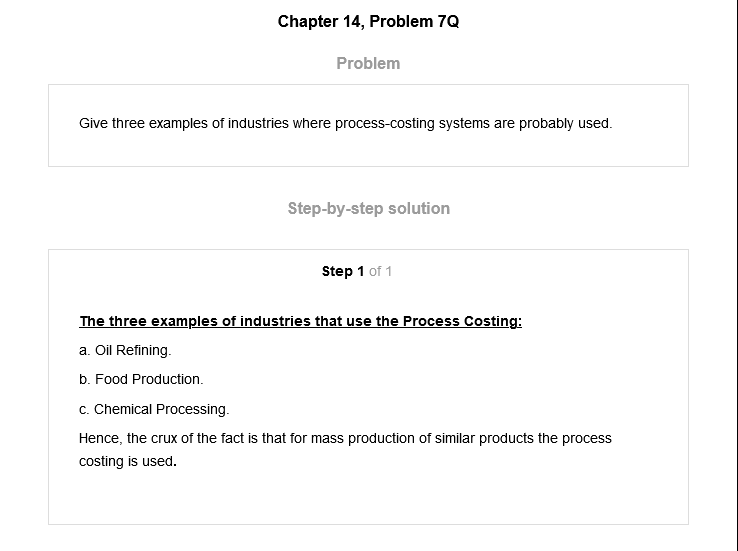 Chapter 14, Problem 7Q
Problem
Give three examples of industries where process-costing systems are probably used.
Step-by-step solution
Step 1 of 1
The three examples of industries that use the Process Costing:
a. Oil Refining.
b. Food Production.
c. Chemical Processing.
Hence, the crux of the fact is that for mass production of similar products the process
costing is used.